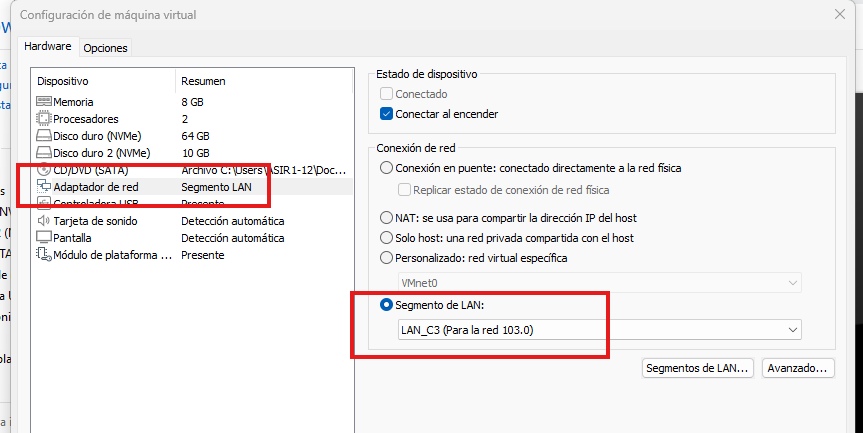 Configuración de máquina virtual
Hardware
Opciones
Dispositivo Resumen
Memoria 8 GB
Procesadores 2
Disco duro (NVMe) 64 GB
Disco duro 2 (NVMe) 10 GB
CD/DVD (SATA) Archivo C:\Users\ASIR1-12\Doc...
Adaptador de red Segmento LAN
Controladora USB Presente
Tarjeta de sonido Detección automática
Pantalla Detección automática
Módulo de plataforma ... Presente
Estado de dispositivo
Conectado
Conectar al encender
Conexión de red
Conexión en puente: conectado directamente a la red física
Replicar estado de conexión de red física
NAT: se usa para compartir la dirección IP del host
Solo host: una red privada compartida con el host
Personalizado: red virtual específica
VMnet0
Segmento de LAN:
LAN_C3 (Para la red 103.0)
Segmentos de LAN... Avanzado...